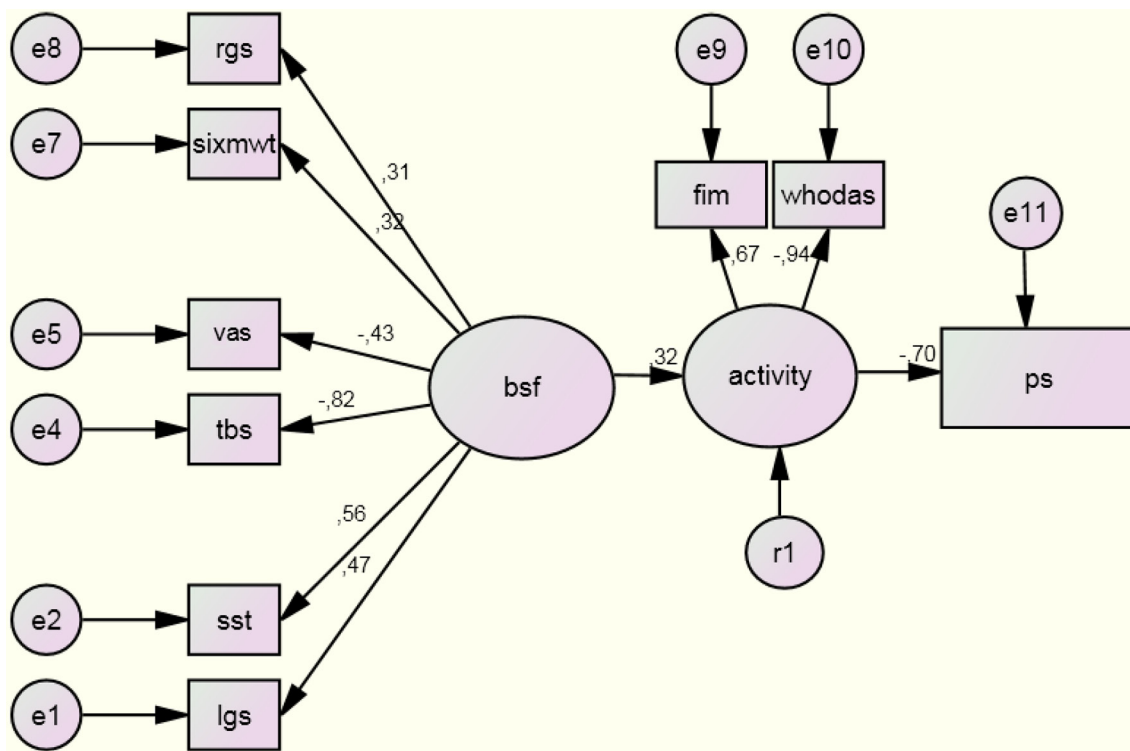 e8
rgs
e9
e10
e7
sixmwt
,31
fim
whodas
,32
e11
,67
-,94
e5
vas
-,43
bsf
,32
activity
-,70
ps
e4
tbs
-,82
,56
,47
r1
e2
sst
e1
lgs